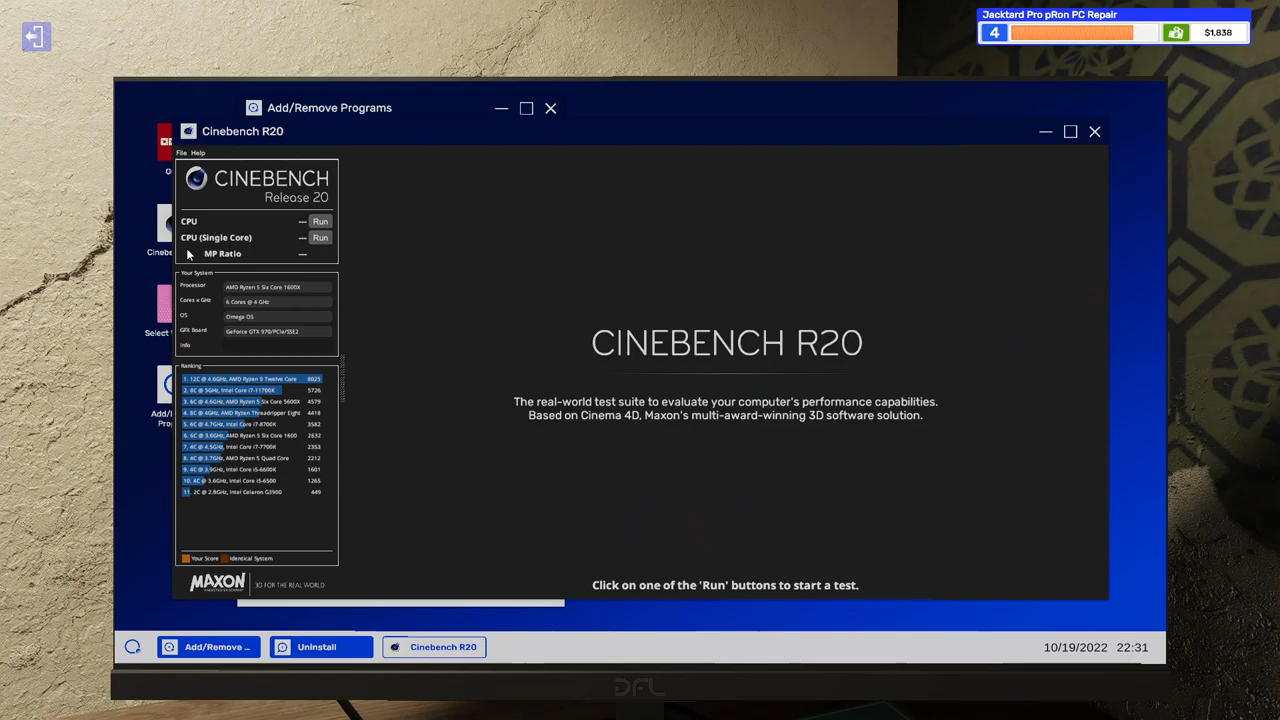 Jacktard Pro pRon PC Repair
4 $1,838
Add/Remove Programs
Cinebench R20
File Help
CINEBENCH
Release 20
CPU --- Run
CPU (Single Core) --- Run
MP Ratio ---
Your System
Processor AMD Ryzen 5 Six Core 1600X
Cores x GHz 6 Cores @ 4 GHz
OS Omega OS
GFX Board GeForce GTX 970/PCIe/SSE2
Info
Ranking
1. 12C @ 4.6GHz, AMD Ryzen 9 Twelve Core 8025
2. 8C @ 5GHz, Intel Core i7-11700K 5726
3. 6C @ 4.6GHz, AMD Ryzen 5 Six Core 5600X 4579
4. 8C @ 4GHz, AMD Ryzen Threadripper Eight 4418
5. 6C @ 4.7GHz, Intel Core i7-8700K 3582
6. 6C @ 3.6GHz, AMD Ryzen 5 Six Core 1600 2632
7. 4C @ 4.5GHz, Intel Core i7-7700K 2353
8. 4C @ 3.7GHz, AMD Ryzen 5 Quad Core 2212
9. 4C @ 3.9GHz, Intel Core i5-6600K 1601
10. 4C @ 3.6GHz, Intel Core i5-6500 1265
11. 2C @ 2.8GHz, Intel Celeron G3900 449
Your Score Identical System
MAXON 3D FOR THE REAL WORLD
CINEBENCH R20
The real-world test suite to evaluate your computer's performance capabilities.
Based on Cinema 4D, Maxon's multi-award-winning 3D software solution.
Click on one of the 'Run' buttons to start a test.
Cineb
Select
Add/
Pro
Add/Remove ... Uninstall Cinebench R20 10/19/2022 22:31
DFL